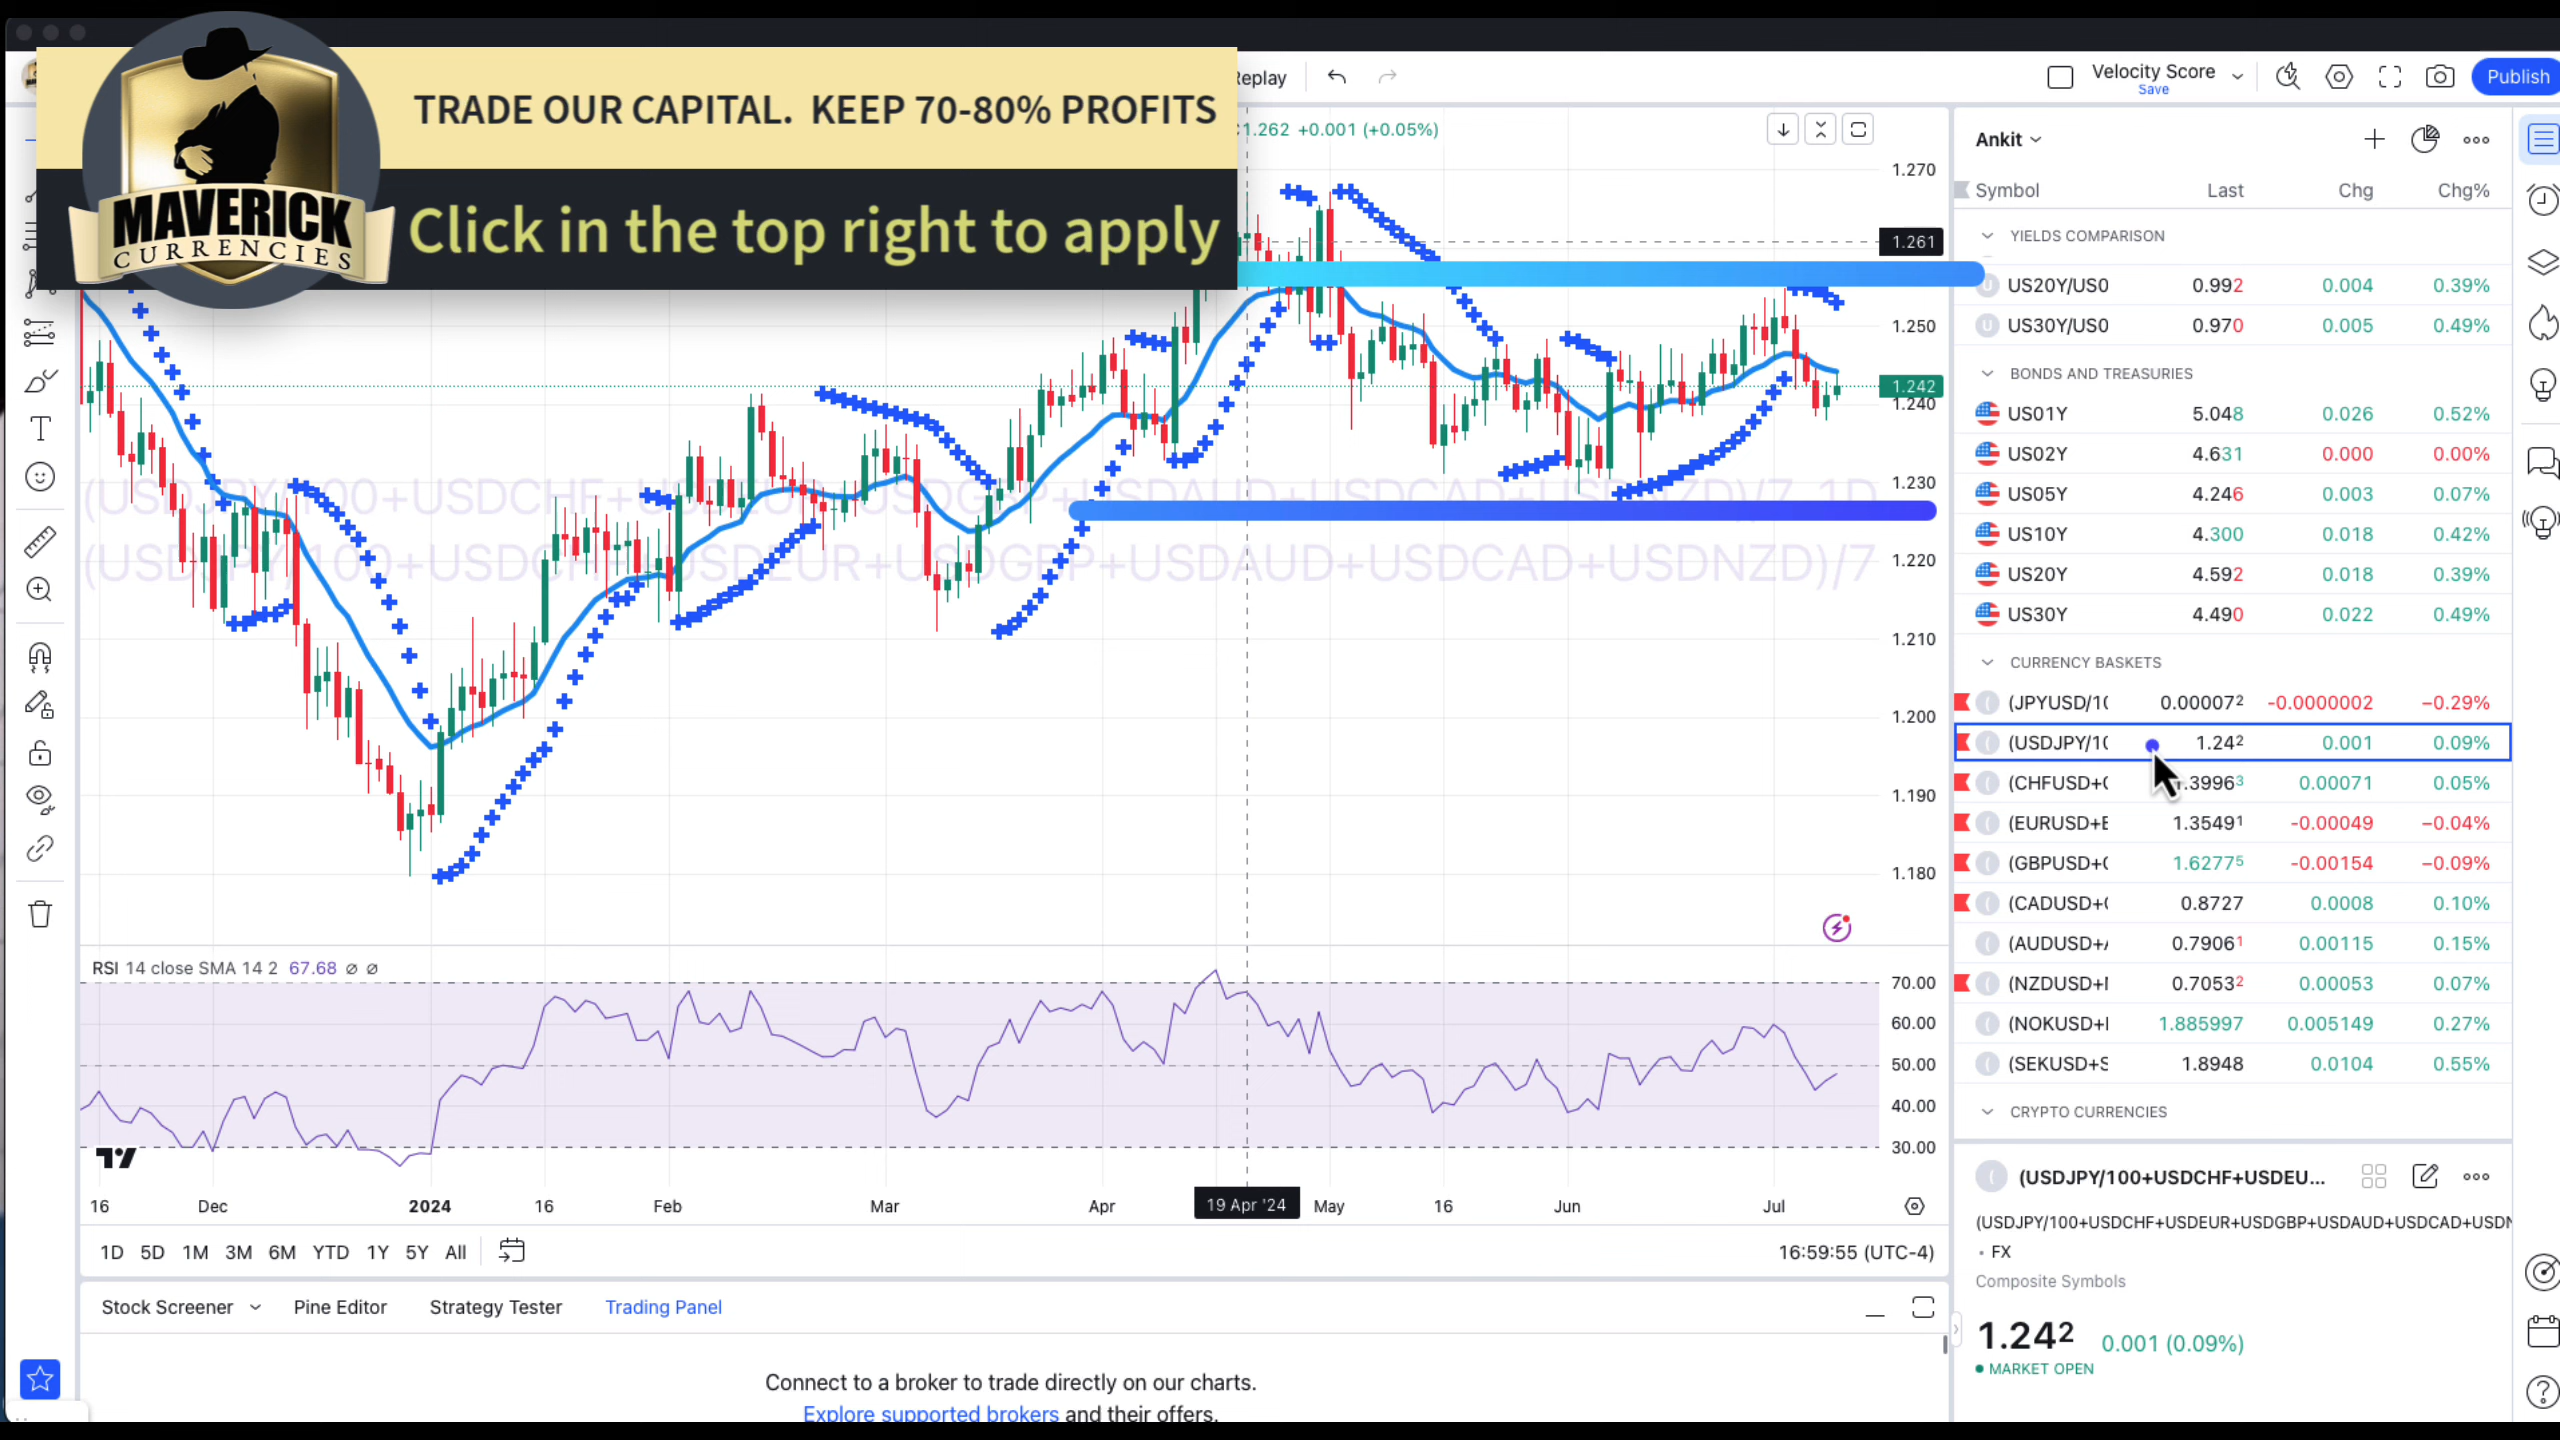 TRADE OUR CAPITAL. KEEP 70-80% PROFITS
Click in the top right to apply
MAVERICK
CURRENCIES
Replay
Velocity Score
Save
Publish
1.262 +0.001 (+0.05%)
1.270
1.261
1.250
1.242
1.240
1.230
1.220
1.210
1.200
1.190
1.180
(USDJPY/100+USDCHF+USDEUR+USDGBP+USDAUD+USDCAD+USDNZD)/7, 1D
(USDJPY/100+USDCHF+USDEUR+USDGBP+USDAUD+USDCAD+USDNZD)/7
RSI 14 close SMA 14 2 67.68 ∅ ∅
70.00
60.00
50.00
40.00
30.00
16 Dec 2024 16 Feb Mar Apr 19 Apr '24 May 16 Jun Jul
1D 5D 1M 3M 6M YTD 1Y 5Y All
16:59:55 (UTC-4)
Stock Screener Pine Editor Strategy Tester Trading Panel
Connect to a broker to trade directly on our charts.
Explore supported brokers and their offers.
Ankit
Symbol Last Chg Chg%
YIELDS COMPARISON
US20Y/US0 0.992 0.004 0.39%
US30Y/US0 0.970 0.005 0.49%
BONDS AND TREASURIES
US01Y 5.048 0.026 0.52%
US02Y 4.631 0.000 0.00%
US05Y 4.246 0.003 0.07%
US10Y 4.300 0.018 0.42%
US20Y 4.592 0.018 0.39%
US30Y 4.490 0.022 0.49%
CURRENCY BASKETS
(JPYUSD/10 0.000072 -0.0000002 −0.29%
(USDJPY/10 1.242 0.001 0.09%
(CHFUSD+C .39963 0.00071 0.05%
(EURUSD+E 1.35491 -0.00049 −0.04%
(GBPUSD+G 1.62775 -0.00154 −0.09%
(CADUSD+C 0.8727 0.0008 0.10%
(AUDUSD+A 0.79061 0.00115 0.15%
(NZDUSD+N 0.70532 0.00053 0.07%
(NOKUSD+N 1.885997 0.005149 0.27%
(SEKUSD+S 1.8948 0.0104 0.55%
CRYPTO CURRENCIES
(USDJPY/100+USDCHF+USDEU...
(USDJPY/100+USDCHF+USDEUR+USDGBP+USDAUD+USDCAD+USDN
• FX
Composite Symbols
1.242 0.001 (0.09%)
MARKET OPEN